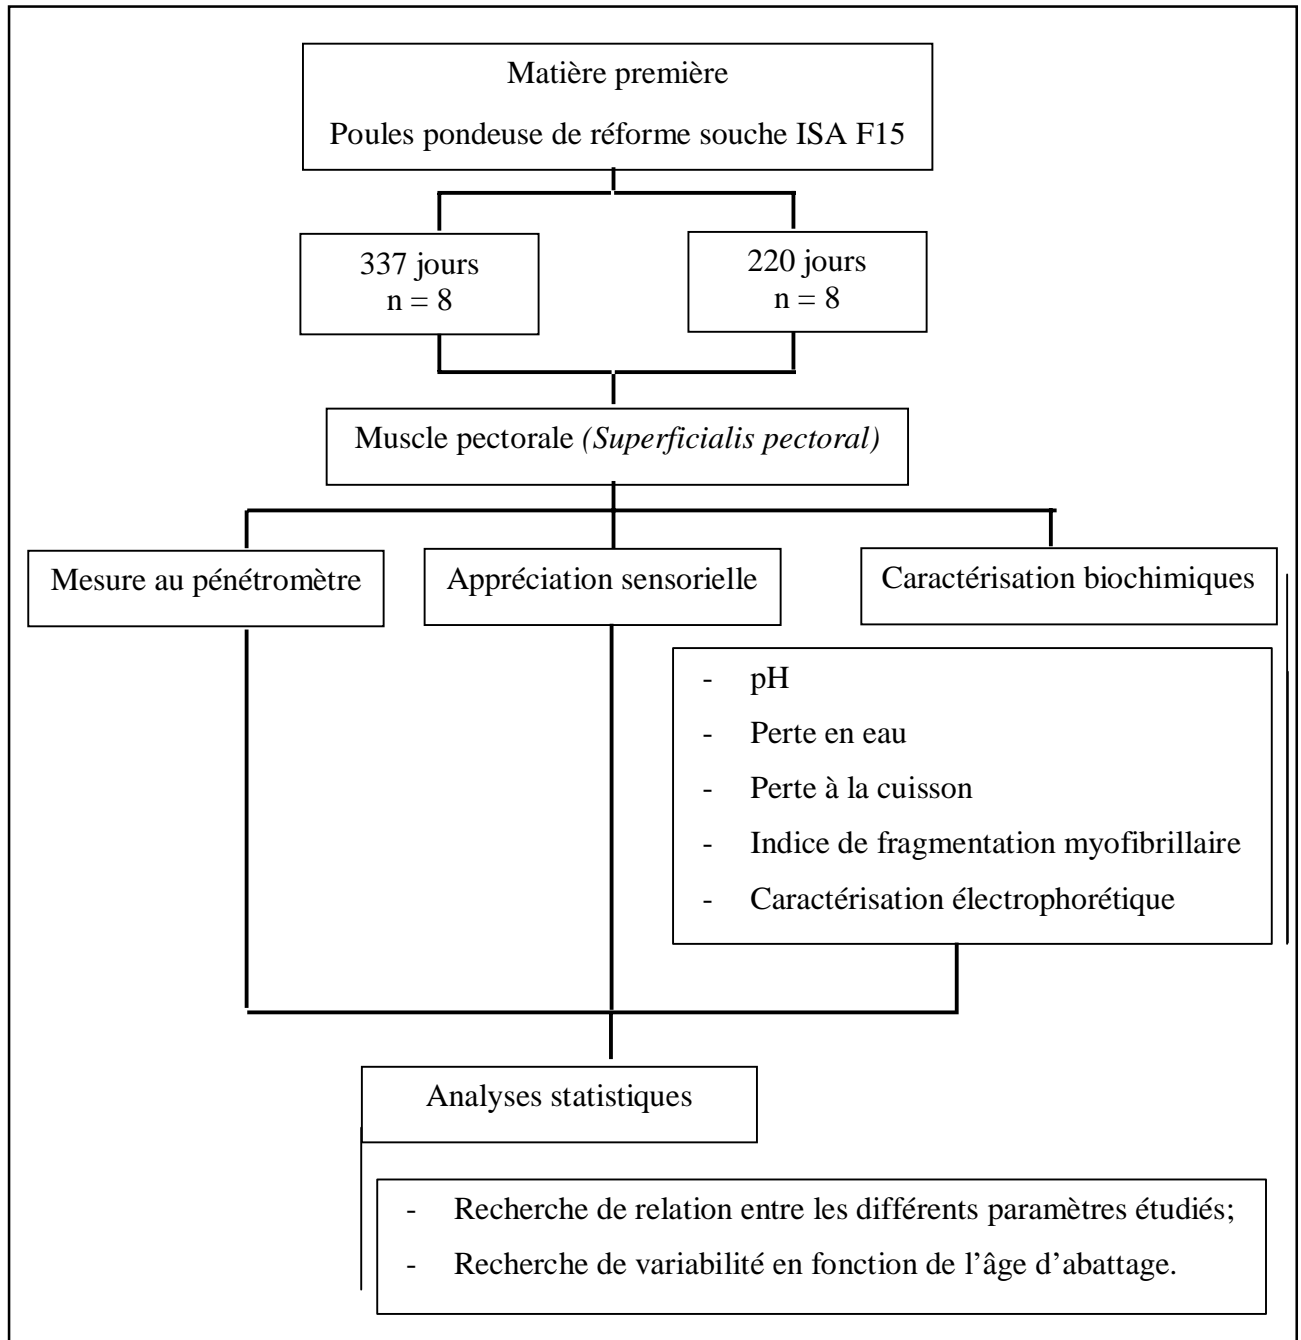 Matière première
Poules pondeuse de réforme souche ISA F15
337 jours
n = 8
220 jours
n = 8
Muscle pectorale (Superficialis pectoral)
Mesure au pénétromètre
Appréciation sensorielle
Caractérisation biochimiques
- pH
- Perte en eau
- Perte à la cuisson
- Indice de fragmentation myofibrillaire
- Caractérisation électrophorétique
Analyses statistiques
- Recherche de relation entre les différents paramètres étudiés;
- Recherche de variabilité en fonction de l’âge d’abattage.